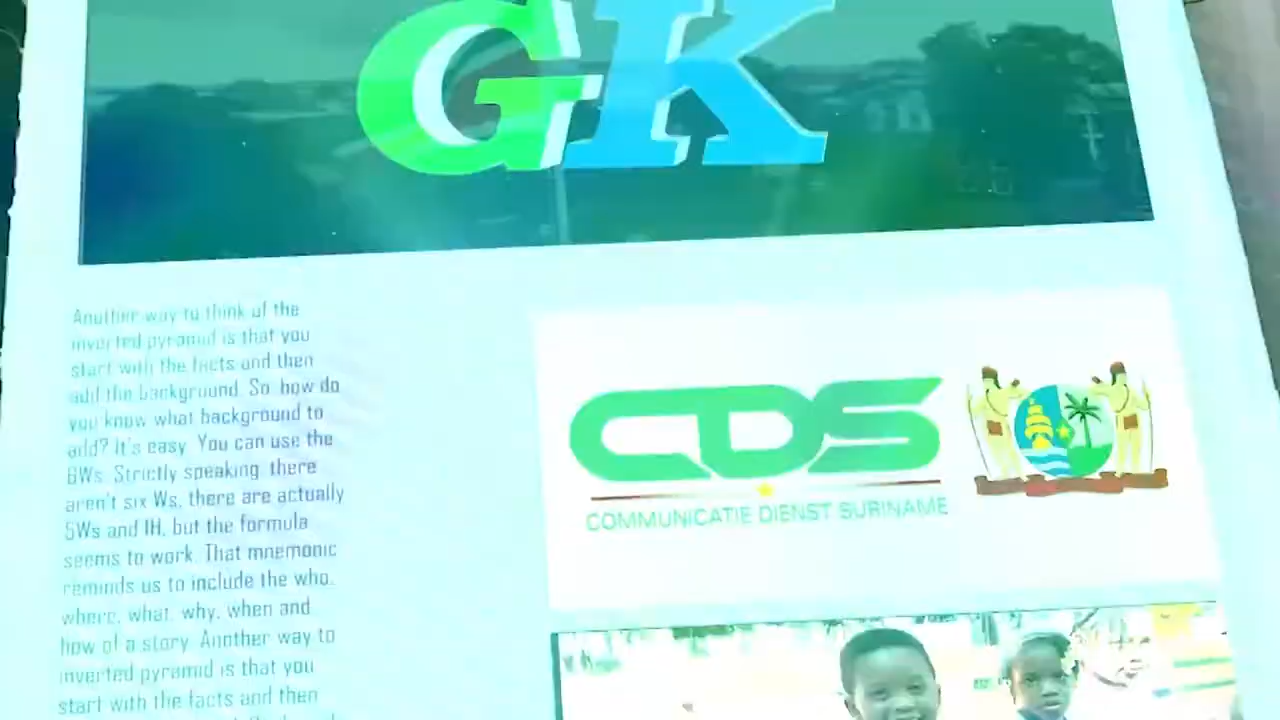 GK
Another way to think of the
inverted pyramid is that you
start with the facts and then
add the background. So, how do
you know what background to
add? It's easy. You can use the
6Ws. Strictly speaking, there
aren't six Ws, there are actually
5Ws and IH, but the formula
seems to work. That mnemonic
reminds us to include the who,
where, what, why, when and
how of a story. Another way to
inverted pyramid is that you
start with the facts and then
CDS
COMMUNICATIE DIENST SURINAME